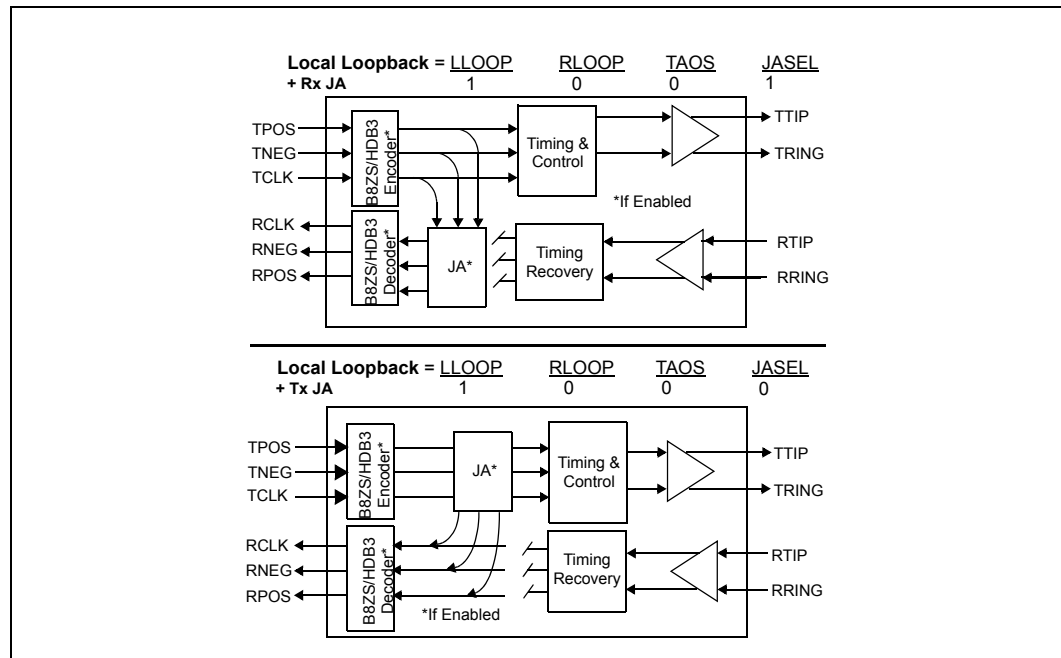 Local Loopback = LLOOP RLOOP TAOS JASEL
+ Rx JA 1 0 0 1
TPOS
TNEG
TCLK
B8ZS/HDB3
Encoder*
Timing &
Control
TTIP
TRING
*If Enabled
RCLK
RNEG
RPOS
B8ZS/HDB3
Decoder*
JA*
Timing
Recovery
RTIP
RRING
Local Loopback = LLOOP RLOOP TAOS JASEL
+ Tx JA 1 0 0 0
TPOS
TNEG
TCLK
B8ZS/HDB3
Encoder*
JA*
Timing &
Control
TTIP
TRING
RCLK
RNEG
RPOS
B8ZS/HDB3
Decoder*
Timing
Recovery
RTIP
RRING
*If Enabled